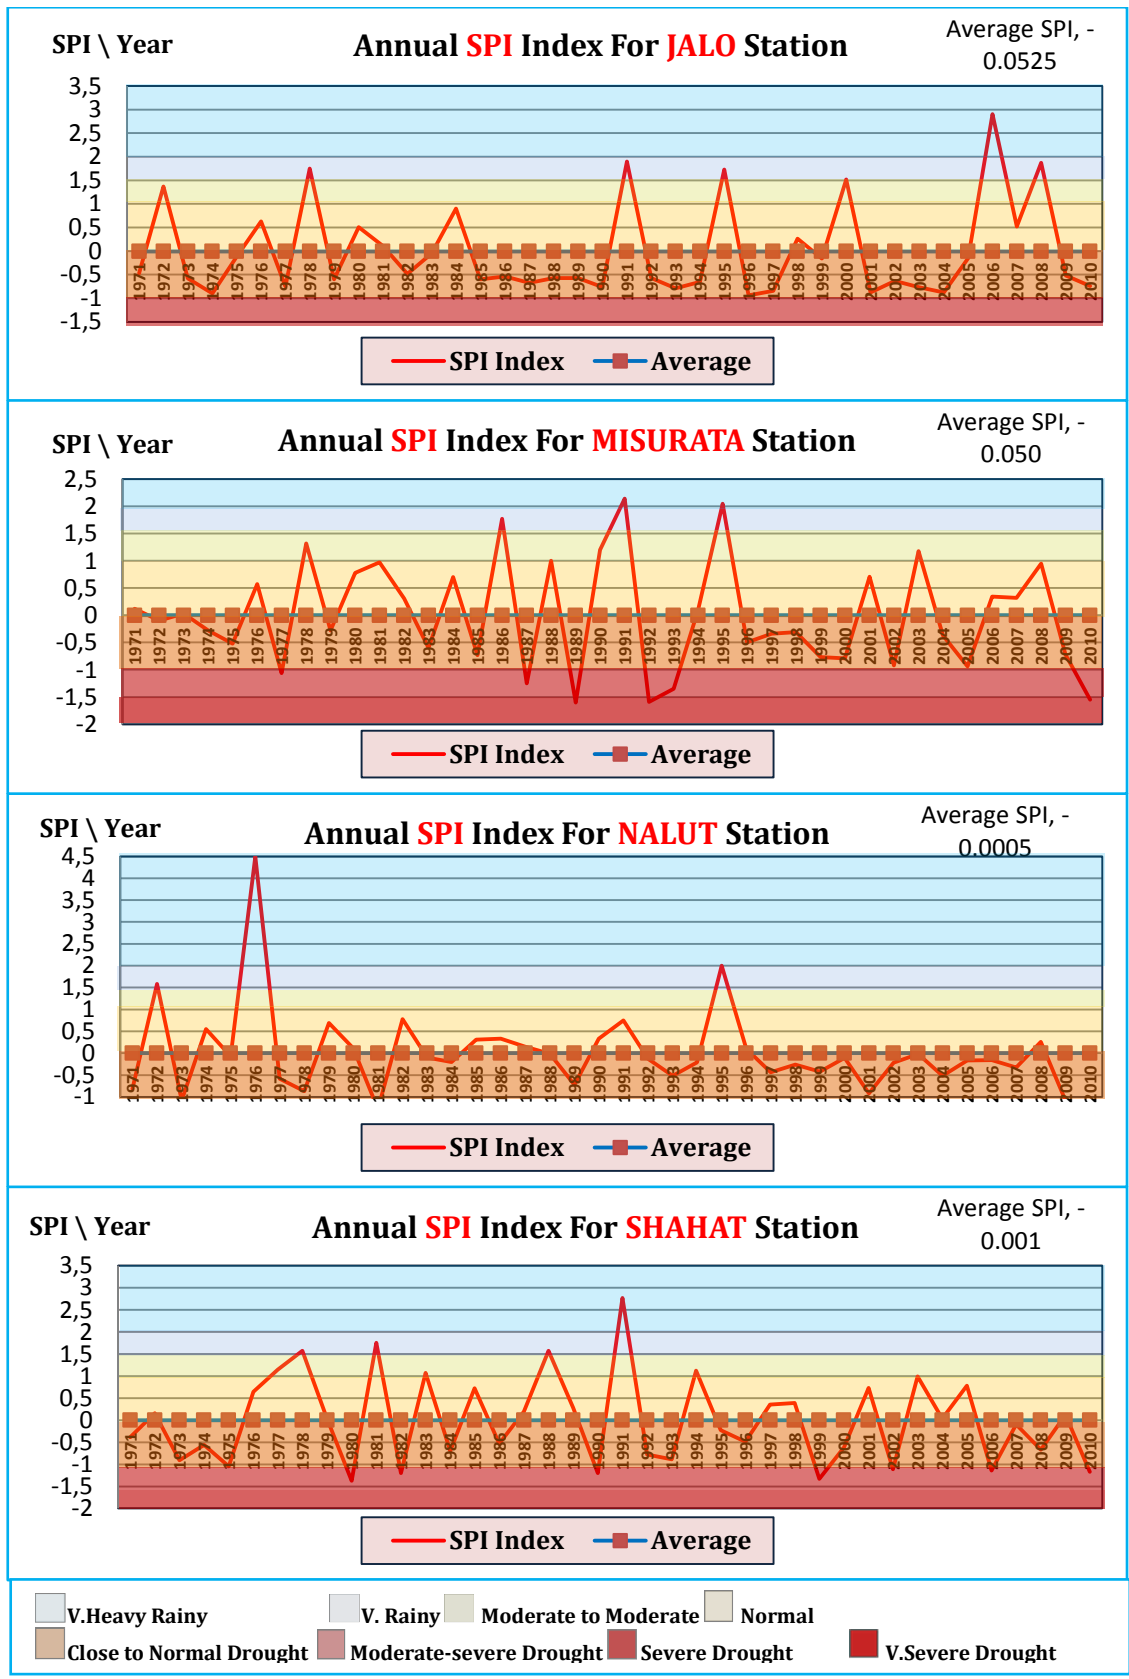 SPI \ Year
Annual SPI Index For JALO Station
Average SPI, -
0.0525
3,5
3
2,5
2
1,5
1
0,5
0
-0,5
-1
-1,5
1971 1972 1973 1974 1975 1976 1977 1978 1979 1980 1981 1982 1983 1984 1985 1986 1987 1988 1989 1990 1991 1992 1993 1994 1995 1996 1997 1998 1999 2000 2001 2002 2003 2004 2005 2006 2007 2008 2009 2010
SPI Index Average
SPI \ Year
Annual SPI Index For MISURATA Station
Average SPI, -
0.050
2,5
2
1,5
1
0,5
0
-0,5
-1
-1,5
-2
1971 1972 1973 1974 1975 1976 1977 1978 1979 1980 1981 1982 1983 1984 1985 1986 1987 1988 1989 1990 1991 1992 1993 1994 1995 1996 1997 1998 1999 2000 2001 2002 2003 2004 2005 2006 2007 2008 2009 2010
SPI Index Average
SPI \ Year
Annual SPI Index For NALUT Station
Average SPI, -
0.0005
4,5
4
3,5
3
2,5
2
1,5
1
0,5
0
-0,5
-1
1971 1972 1973 1974 1975 1976 1977 1978 1979 1980 1981 1982 1983 1984 1985 1986 1987 1988 1989 1990 1991 1992 1993 1994 1995 1996 1997 1998 1999 2000 2001 2002 2003 2004 2005 2006 2007 2008 2009 2010
SPI Index Average
SPI \ Year
Annual SPI Index For SHAHAT Station
Average SPI, -
0.001
3,5
3
2,5
2
1,5
1
0,5
0
-0,5
-1
-1,5
-2
1971 1972 1973 1974 1975 1976 1977 1978 1979 1980 1981 1982 1983 1984 1985 1986 1987 1988 1989 1990 1991 1992 1993 1994 1995 1996 1997 1998 1999 2000 2001 2002 2003 2004 2005 2006 2007 2008 2009 2010
SPI Index Average
V.Heavy Rainy V. Rainy Moderate to Moderate Normal
Close to Normal Drought Moderate-severe Drought Severe Drought V.Severe Drought